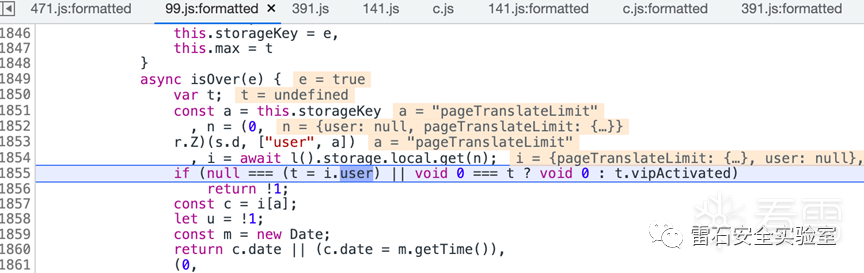 471.js:formatted 99.js:formatted × 391.js 141.js c.js 141.js:formatted c.js:formatted 391.js:formatted
1846 this.storageKey = e,
1847 this.max = t
1848 }
1849 async isOver(e) { e = true
1850 var t; t = undefined
1851 const a = this.storageKey a = "pageTranslateLimit"
1852 , n = (0, n = {user: null, pageTranslateLimit: {…}}
1853 r.Z)(s.d, ["user", a]) a = "pageTranslateLimit"
1854 , i = await l().storage.local.get(n); i = {pageTranslateLimit: {…}, user: null},
1855 if (null === (t = i.user) || void 0 === t ? void 0 : t.vipActivated)
1856 return !1;
1857 const c = i[a];
1858 let u = !1;
1859 const m = new Date;
1860 return c.date || (c.date = m.getTime()),
1861 (0,
看雪
雷石安全实验室